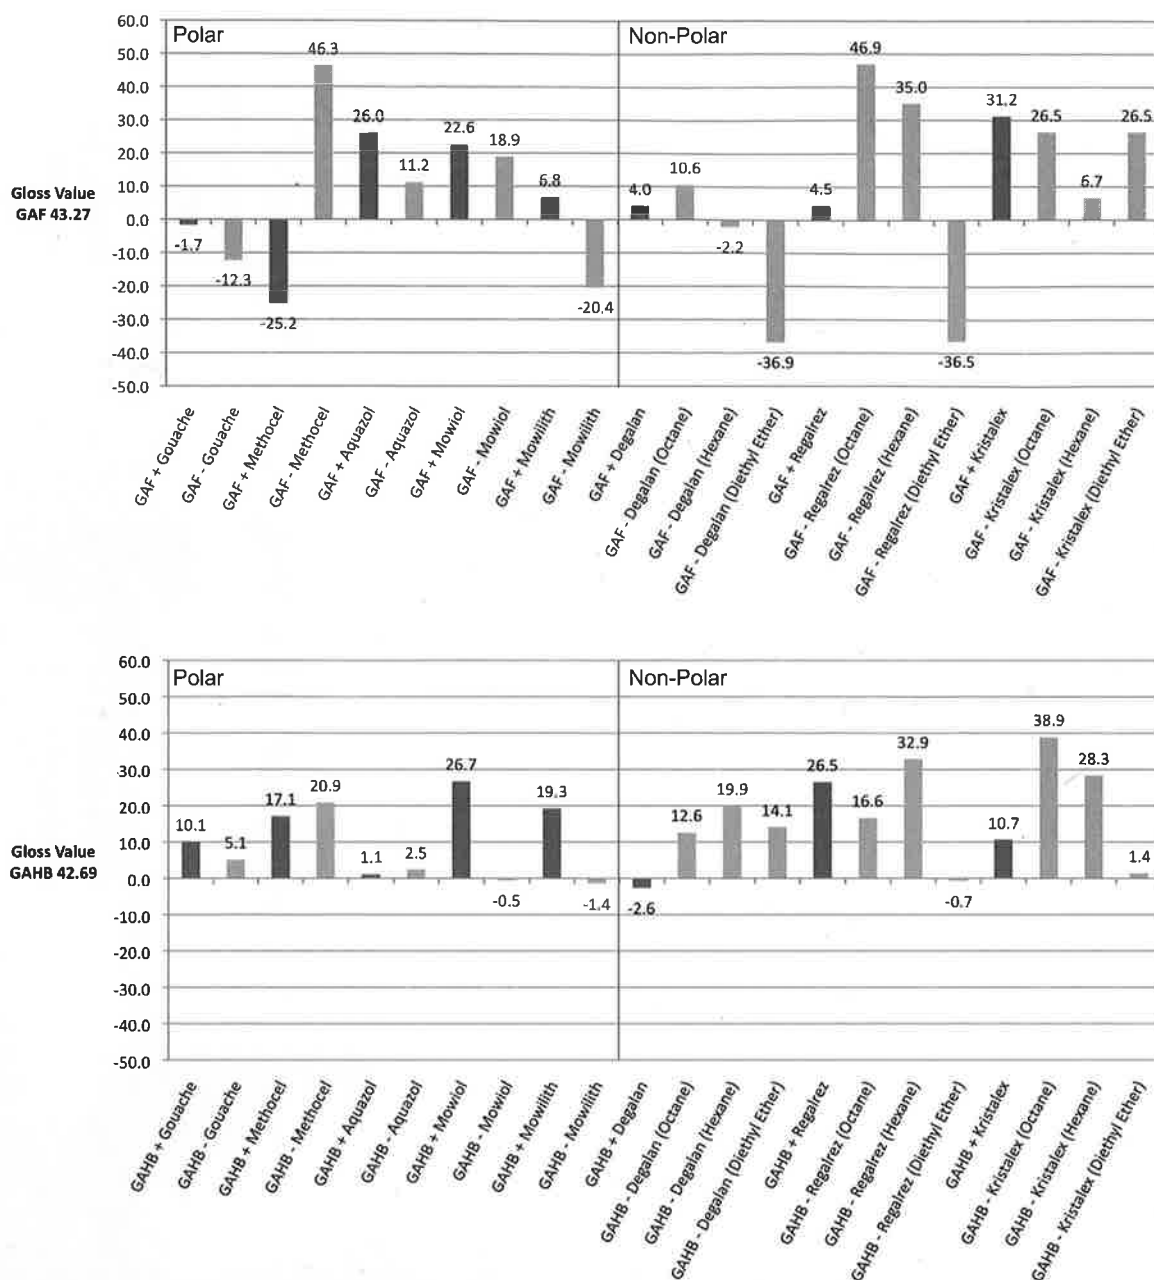 60.0
50.0
40.0
30.0
20.0
10.0
0.0
-10.0
-20.0
-30.0
-40.0
-50.0
Gloss Value
GAF 43.27
Polar
Non-Polar
-1.7
-12.3
-25.2
46.3
26.0
11.2
22.6
18.9
6.8
-20.4
4.0
10.6
-2.2
-36.9
4.5
46.9
35.0
-36.5
31.2
26.5
6.7
26.5
GAF + Gouache
GAF - Gouache
GAF + Methocel
GAF - Methocel
GAF + Aquazol
GAF - Aquazol
GAF + Mowiol
GAF - Mowiol
GAF + Mowilith
GAF - Mowilith
GAF + Degalan
GAF - Degalan (Octane)
GAF - Degalan (Hexane)
GAF - Degalan (Diethyl Ether)
GAF + Regalrez
GAF - Regalrez (Octane)
GAF - Regalrez (Hexane)
GAF - Regalrez (Diethyl Ether)
GAF + Kristalex
GAF - Kristalex (Octane)
GAF - Kristalex (Hexane)
GAF - Kristalex (Diethyl Ether)
60.0
50.0
40.0
30.0
20.0
10.0
0.0
-10.0
-20.0
-30.0
-40.0
-50.0
Gloss Value
GAHB 42.69
Polar
Non-Polar
10.1
5.1
17.1
20.9
1.1
2.5
26.7
-0.5
19.3
-1.4
-2.6
12.6
19.9
14.1
26.5
16.6
32.9
-0.7
10.7
38.9
28.3
1.4
GAHB + Gouache
GAHB - Gouache
GAHB + Methocel
GAHB - Methocel
GAHB + Aquazol
GAHB - Aquazol
GAHB + Mowiol
GAHB - Mowiol
GAHB + Mowilith
GAHB - Mowilith
GAHB + Degalan
GAHB - Degalan (Octane)
GAHB - Degalan (Hexane)
GAHB - Degalan (Diethyl Ether)
GAHB + Regalrez
GAHB - Regalrez (Octane)
GAHB - Regalrez (Hexane)
GAHB - Regalrez (Diethyl Ether)
GAHB + Kristalex
GAHB - Kristalex (Octane)
GAHB - Kristalex (Hexane)
GAHB - Kristalex (Diethyl Ether)